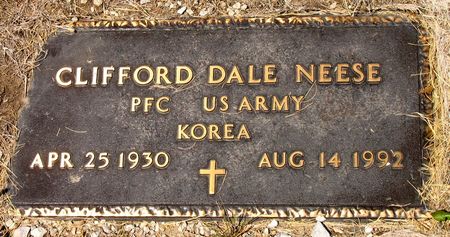 CLIFFORD DALE NEESE
PFC US ARMY
KOREA
APR 25 1930 AUG 14 1992